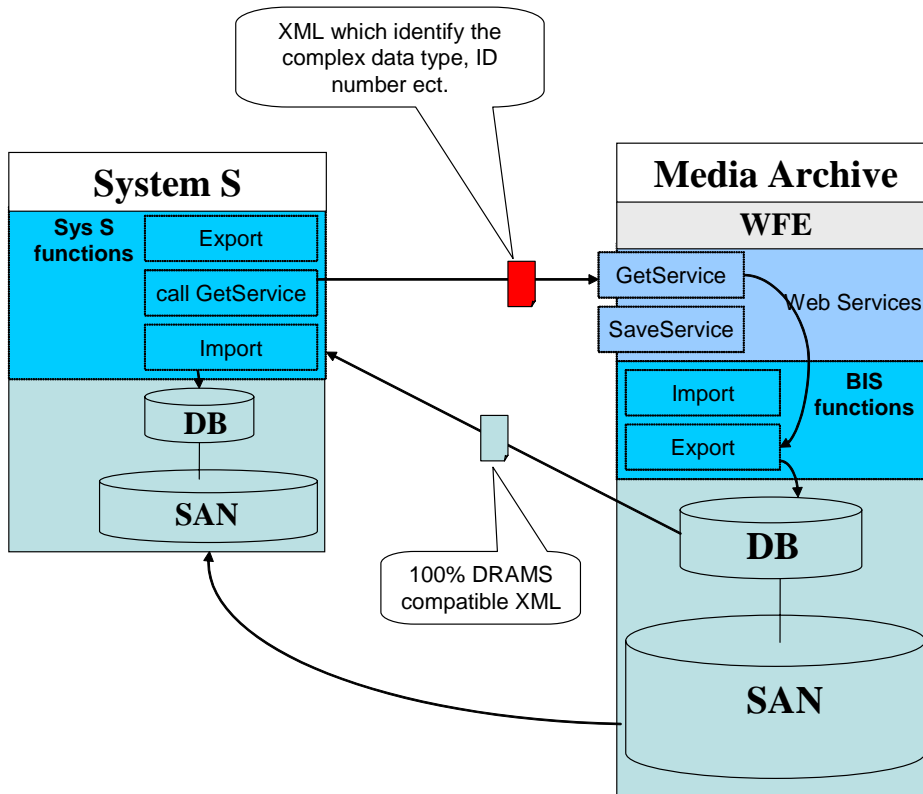 XML which identify the
complex data type, ID
number ect.
System S
Sys S
functions
Export
call GetService
Import
DB
SAN
Media Archive
WFE
GetService
SaveService
Web Services
BIS
functions
Import
Export
DB
SAN
100% DRAMS
compatible XML